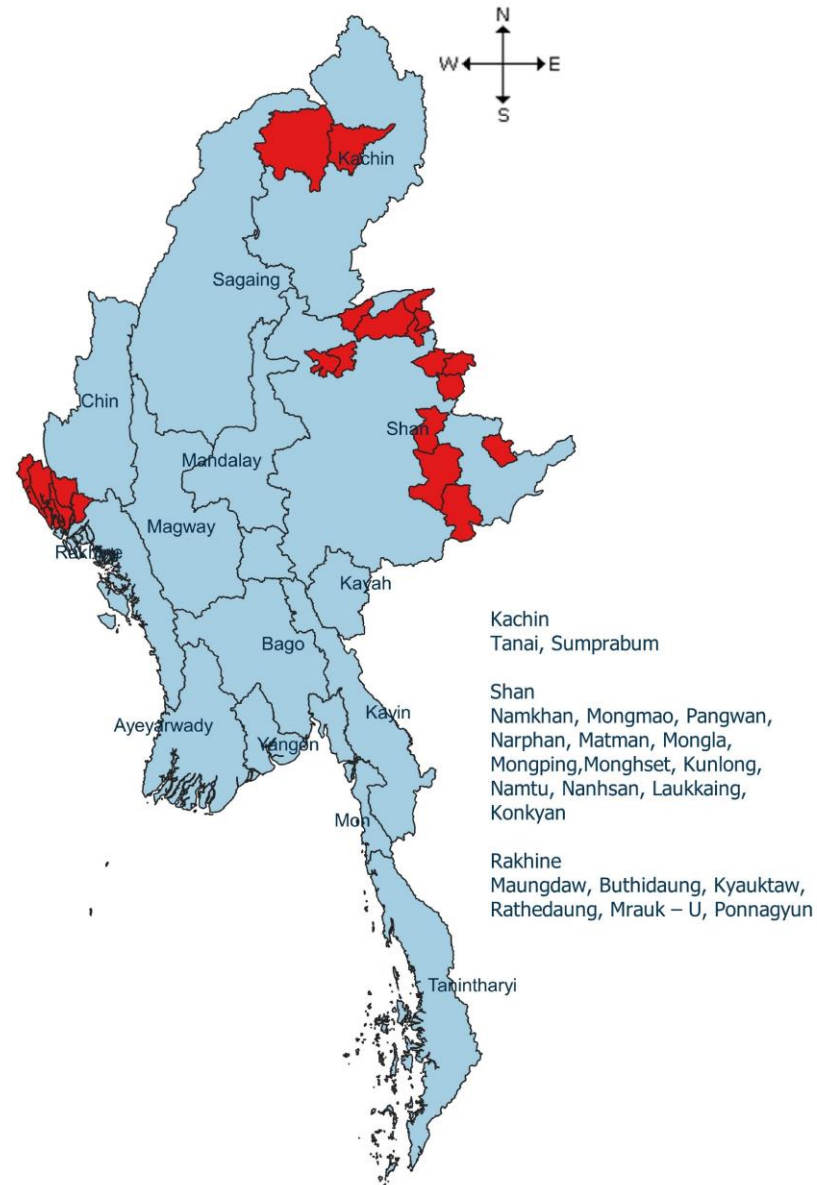 N
W E
S
Kachin
Sagaing
Chin
Shan
Mandalay
Magway
Rakhine
Kayah
Bago
Kayin
Ayeyarwady
Yangon
Mon
Tanintharyi
Kachin
Tanai, Sumprabum
Shan
Namkhan, Mongmao, Pangwan,
Narphan, Matman, Mongla,
Mongping,Monghset, Kunlong,
Namtu, Nanhsan, Laukkaing,
Konkyan
Rakhine
Maungdaw, Buthidaung, Kyauktaw,
Rathedaung, Mrauk – U, Ponnagyun